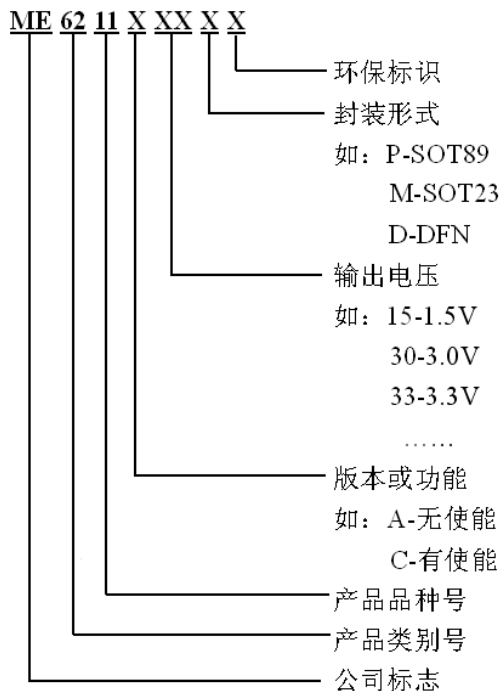 ME 62 11 X XX X X
环保标识
封装形式
如：P-SOT89
M-SOT23
D-DFN
输出电压
如：15-1.5V
30-3.0V
33-3.3V
……
版本或功能
如：A-无使能
C-有使能
产品品种号
产品类别号
公司标志